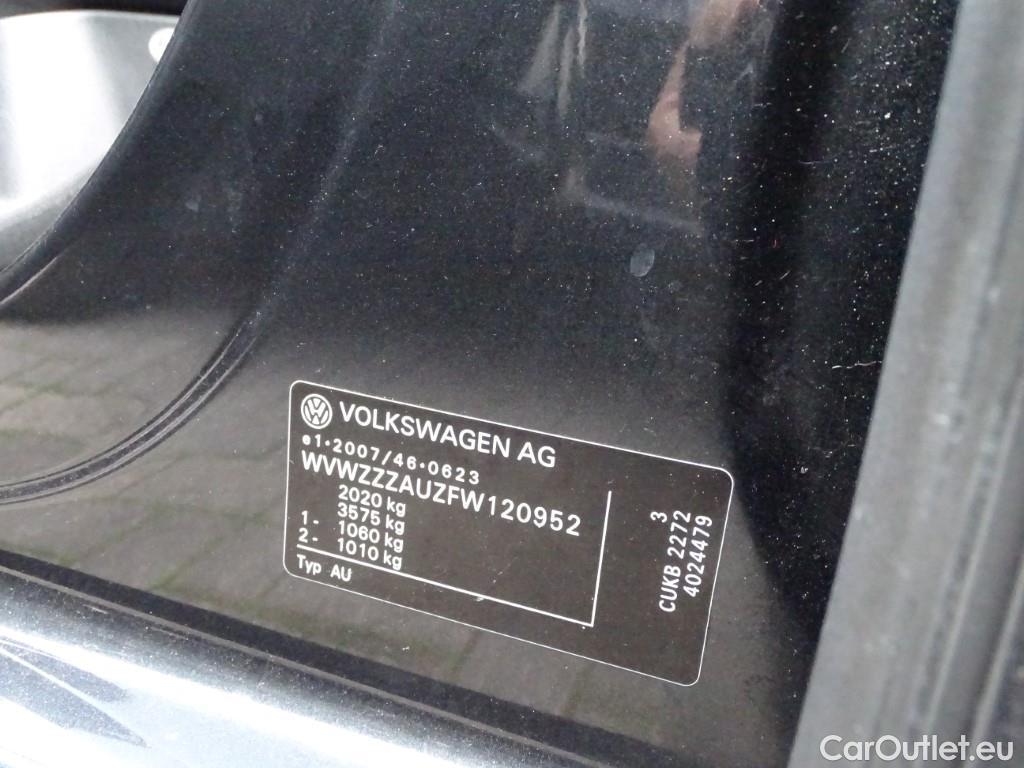 VOLKSWAGEN AG
e1*2007/46*0623
WVWZZZAUZFW120952
2020 kg
3575 kg
1- 1060 kg
2- 1010 kg
Typ AU
3
CUKB 2272
4024479
CarOutlet.eu